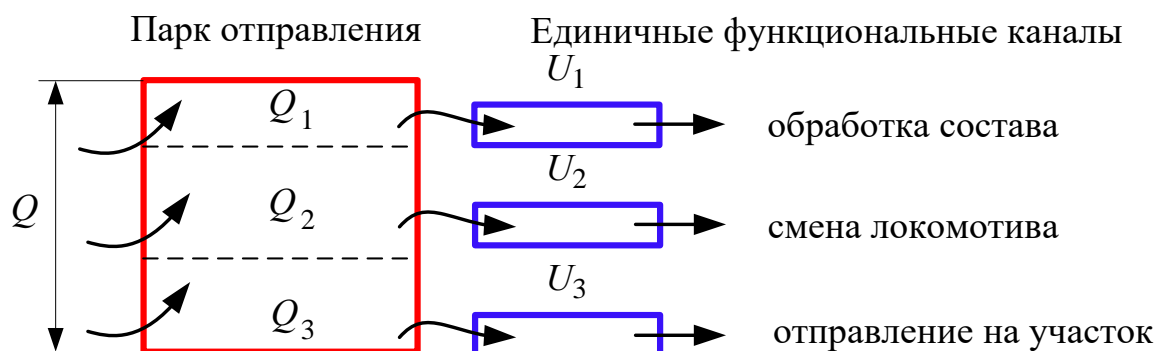 Парк отправления
Единичные функциональные каналы
U1
Q1
обработка состава
U2
Q
Q2
смена локомотива
U3
Q3
отправление на участок